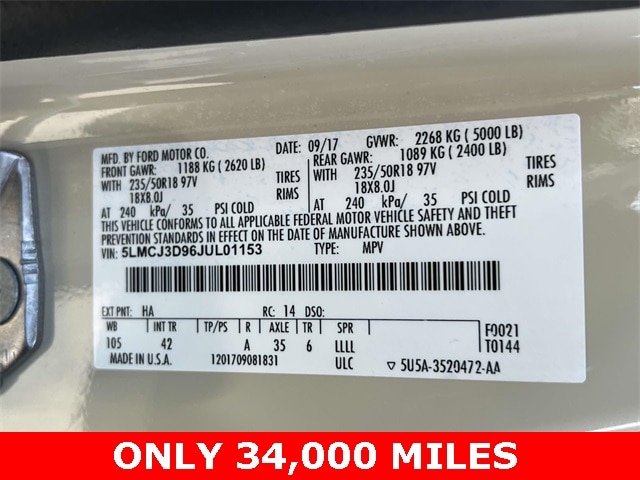 MFD. BY FORD MOTOR CO. DATE: 09/17 GVWR: 2268 KG ( 5000 LB)
FRONT GAWR: 1188 KG ( 2620 LB) REAR GAWR: 1089 KG ( 2400 LB)
WITH 235/50R18 97V TIRES WITH 235/50R18 97V TIRES
18X8.0J RIMS 18X8.0J RIMS
AT 240 kPa/ 35 PSI COLD AT 240 kPa/ 35 PSI COLD
THIS VEHICLE CONFORMS TO ALL APPLICABLE FEDERAL MOTOR VEHICLE SAFETY AND THEFT
PREVENTION STANDARDS IN EFFECT ON THE DATE OF MANUFACTURE SHOWN ABOVE.
VIN: 5LMCJ3D96JUL01153 TYPE: MPV
EXT PNT: HA RC: 14 DSO: F0021
WB INT TR TP/PS R AXLE TR SPR T0144
105 42 A 35 6 LLLL
MADE IN U.S.A. 1201709081831 ULC ▽ 5U5A-3520472-AA
ONLY 34,000 MILES